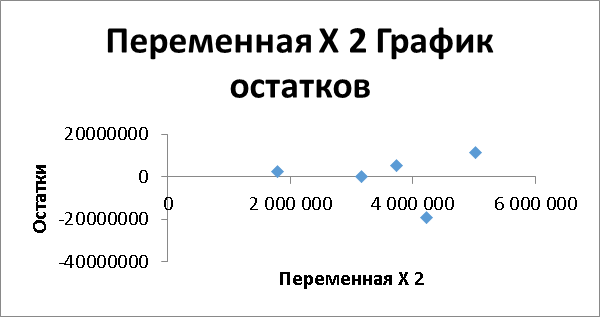 Переменная X 2 График
остатков
20000000
0
-20000000
-40000000
0
2 000 000
4 000 000
6 000 000
Остатки
Переменная X 2